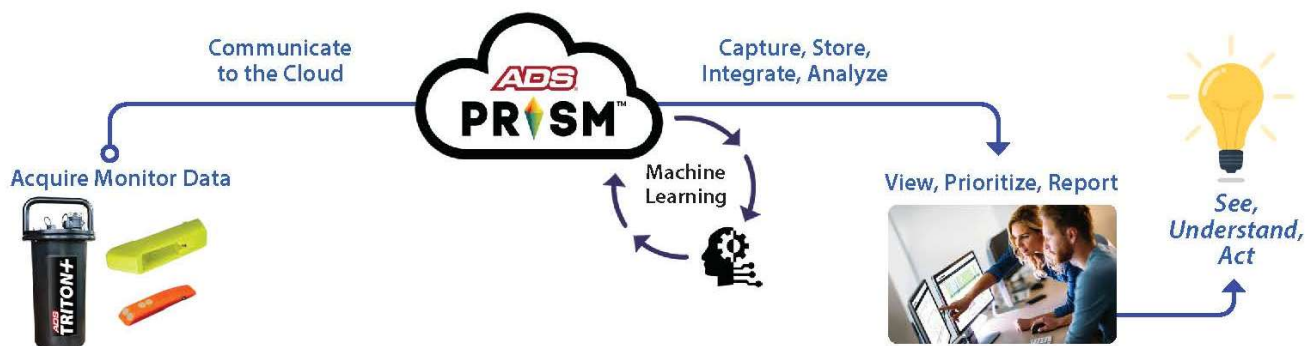 Communicate
to the Cloud
ADS
PRISM™
Capture, Store,
Integrate, Analyze
Machine
Learning
Acquire Monitor Data
ADS
TRITON+
View, Prioritize, Report
See,
Understand,
Act